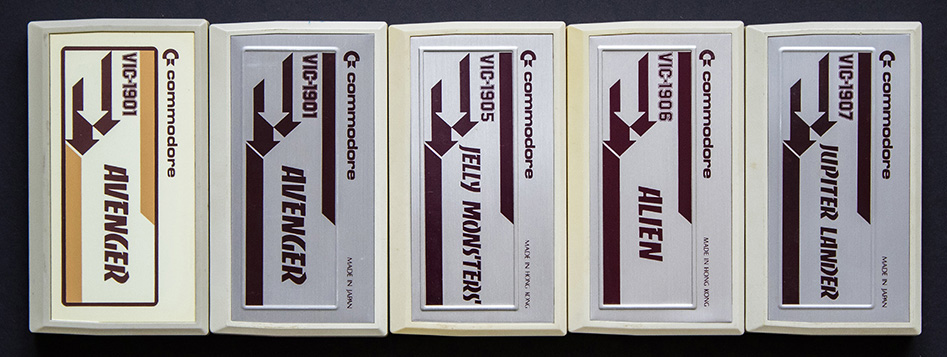 commodore
VIC-1901
AVENGER
commodore
VIC-1901
AVENGER
MADE IN JAPAN
commodore
VIC-1905
JELLY MONSTERS
MADE IN HONG KONG
commodore
VIC-1906
ALIEN
MADE IN HONG KONG
commodore
VIC-1907
JUPITER LANDER
MADE IN JAPAN